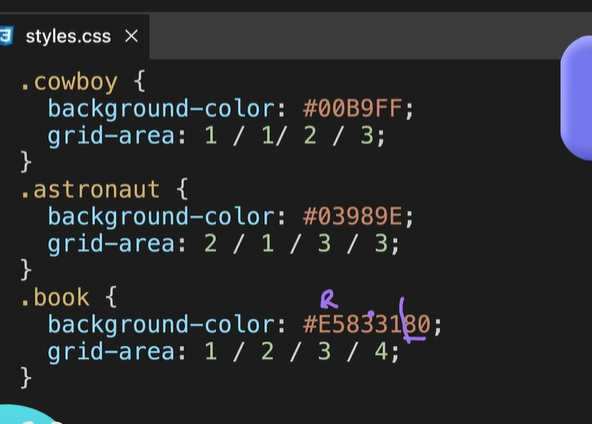 styles.css ×
.cowboy {
background-color: #00B9FF;
grid-area: 1 / 1/ 2 / 3;
}
.astronaut {
background-color: #03989E;
grid-area: 2 / 1 / 3 / 3;
}
.book {
R
background-color: #E5833180;
grid-area: 1 / 2 / 3 / 4;
}